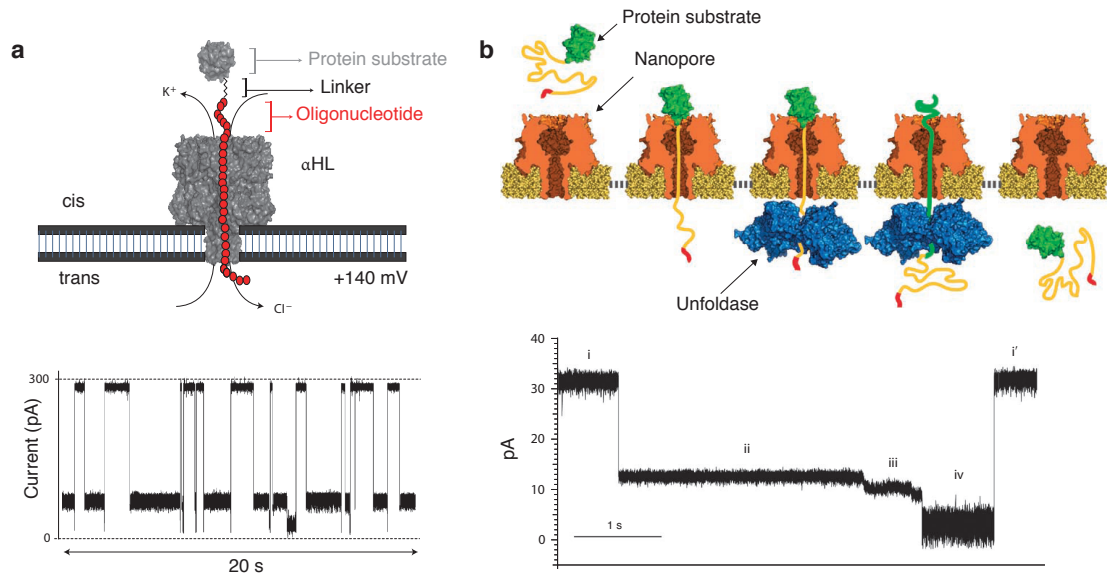 a
Protein substrate
Linker
Oligonucleotide
K⁺
αHL
cis
trans
+140 mV
Cl⁻
300
Current (pA)
0
20 s
b
Protein substrate
Nanopore
Unfoldase
40
30
20
10
0
pA
i
ii
iii
iv
i′
1 s